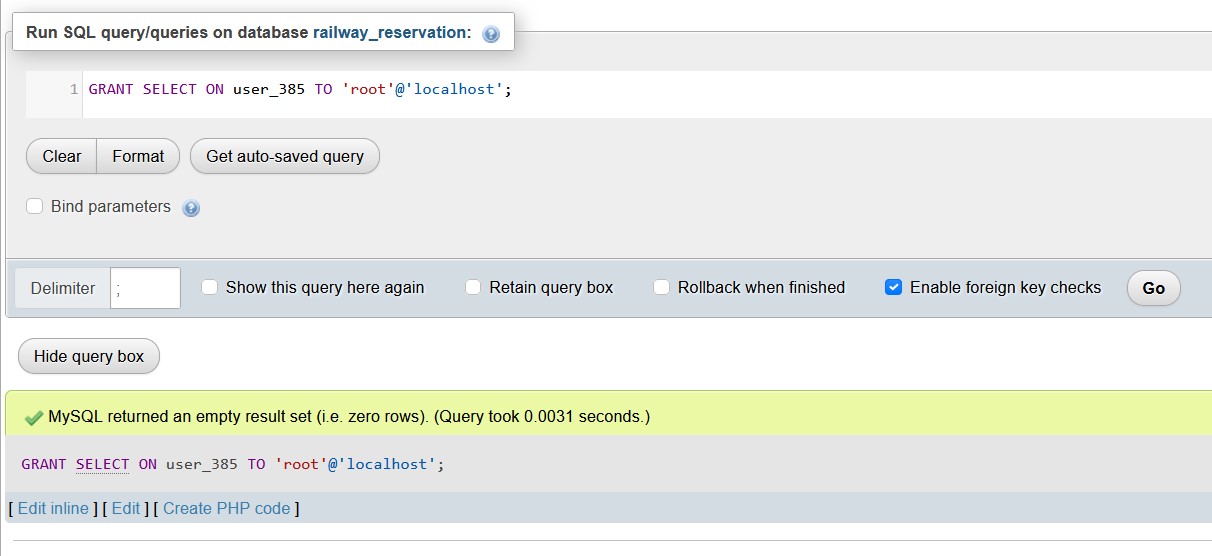 Run SQL query/queries on database railway_reservation:
1 GRANT SELECT ON user_385 TO 'root'@'localhost';
Clear Format Get auto-saved query
Bind parameters
Delimiter ; Show this query here again Retain query box Rollback when finished Enable foreign key checks Go
Hide query box
MySQL returned an empty result set (i.e. zero rows). (Query took 0.0031 seconds.)
GRANT SELECT ON user_385 TO 'root'@'localhost';
[ Edit inline ] [ Edit ] [ Create PHP code ]